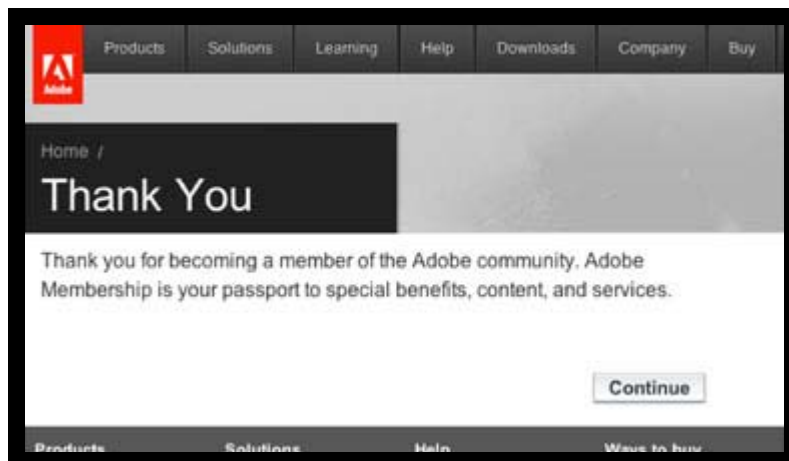 Products Solutions Learning Help Downloads Company Buy
Adobe
Home /
Thank You
Thank you for becoming a member of the Adobe community. Adobe
Membership is your passport to special benefits, content, and services.
Continue
Products Solutions Help Ways to buy